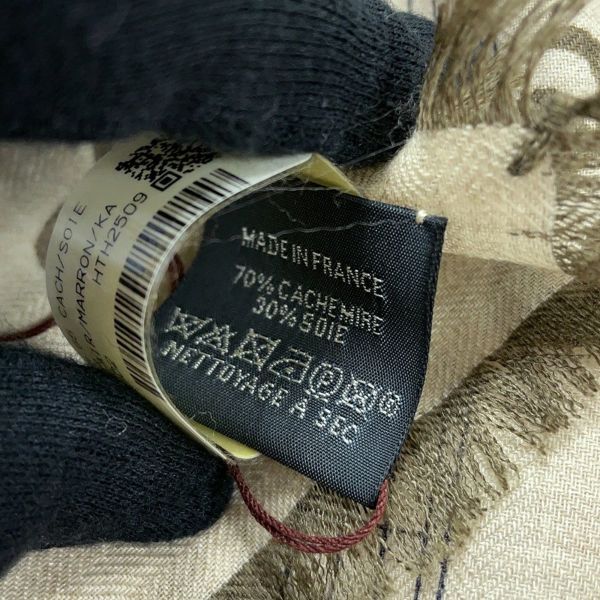 CACH/SOIE
R/MARRON/KA
HTH2509
MADE IN FRANCE
70% CACHEMIRE
30% SOIE
NETTOYAGE À SEC